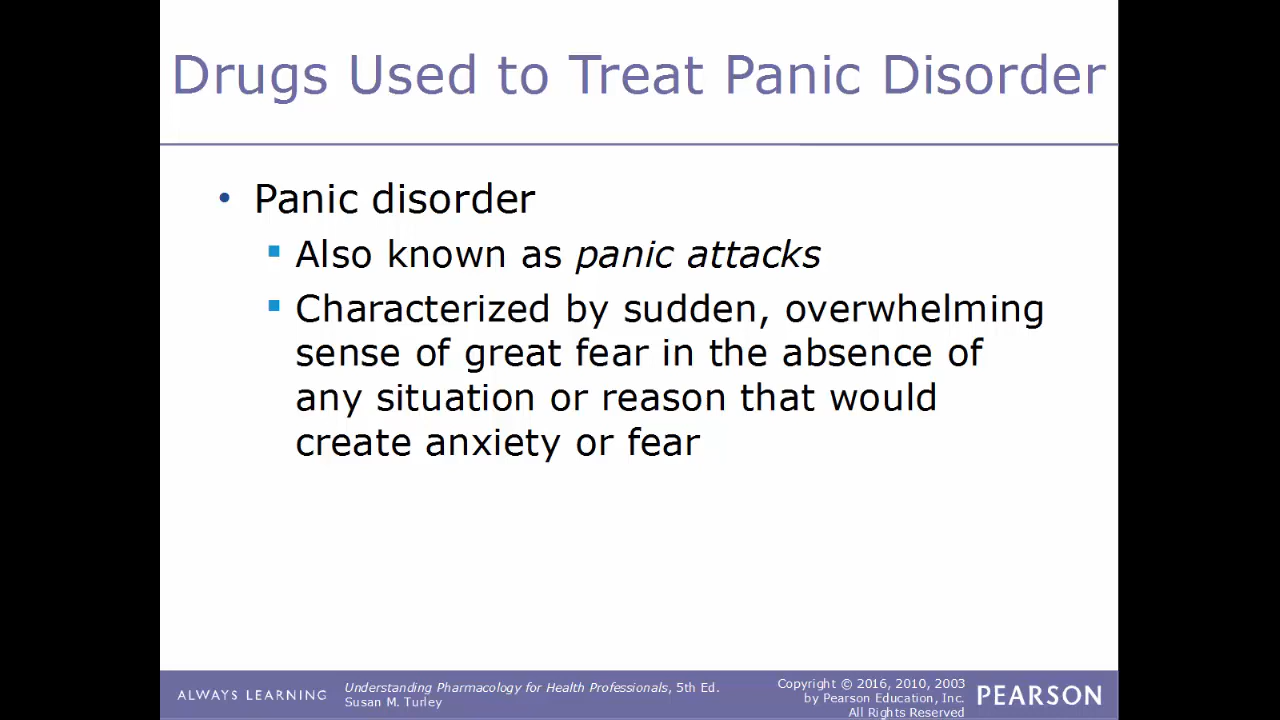 Drugs Used to Treat Panic Disorder
• Panic disorder
▪ Also known as panic attacks
▪ Characterized by sudden, overwhelming
sense of great fear in the absence of
any situation or reason that would
create anxiety or fear
ALWAYS LEARNING
Understanding Pharmacology for Health Professionals, 5th Ed.
Susan M. Turley
Copyright © 2016, 2010, 2003
by Pearson Education, Inc.
All Rights Reserved
PEARSON